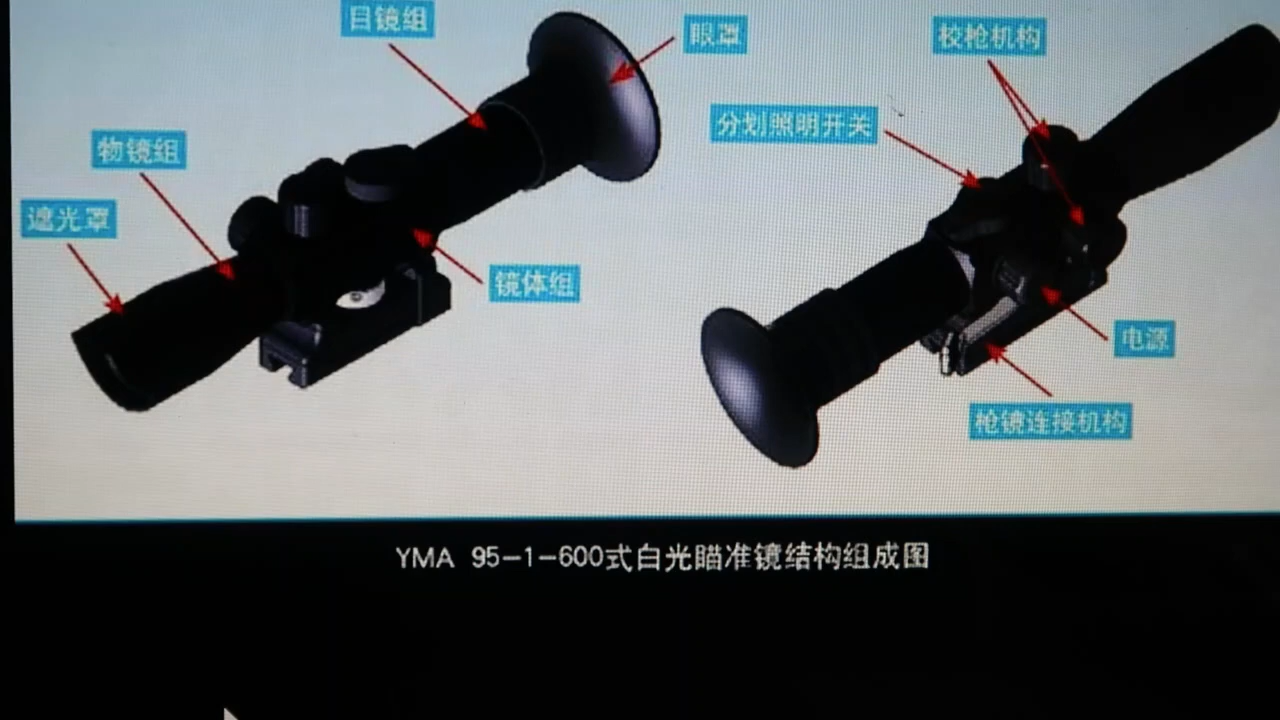 目镜组
眼罩
校枪机构
分划照明开关
物镜组
遮光罩
镜体组
电源
枪镜连接机构
YMA 95-1-600式白光瞄准镜结构组成图